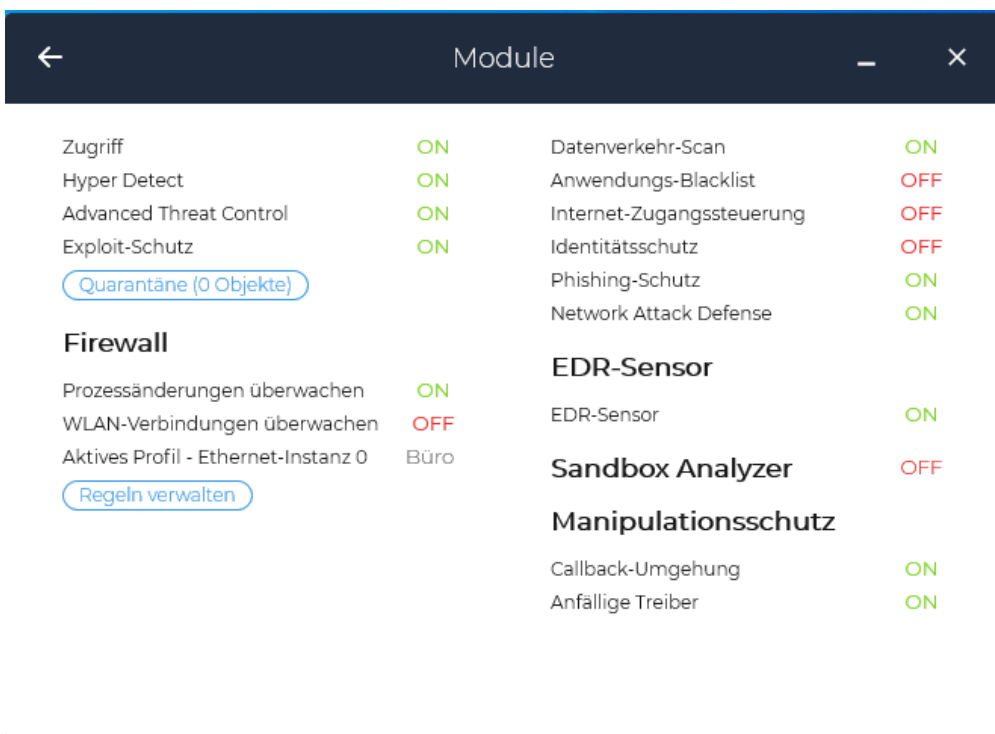 Module
Zugriff ON
Hyper Detect ON
Advanced Threat Control ON
Exploit-Schutz ON
Quarantäne (0 Objekte)
Firewall
Prozessänderungen überwachen ON
WLAN-Verbindungen überwachen OFF
Aktives Profil - Ethernet-Instanz 0 Büro
Regeln verwalten
Datenverkehr-Scan ON
Anwendungs-Blacklist OFF
Internet-Zugangssteuerung OFF
Identitätsschutz OFF
Phishing-Schutz ON
Network Attack Defense ON
EDR-Sensor
EDR-Sensor ON
Sandbox Analyzer OFF
Manipulationsschutz
Callback-Umgehung ON
Anfällige Treiber ON